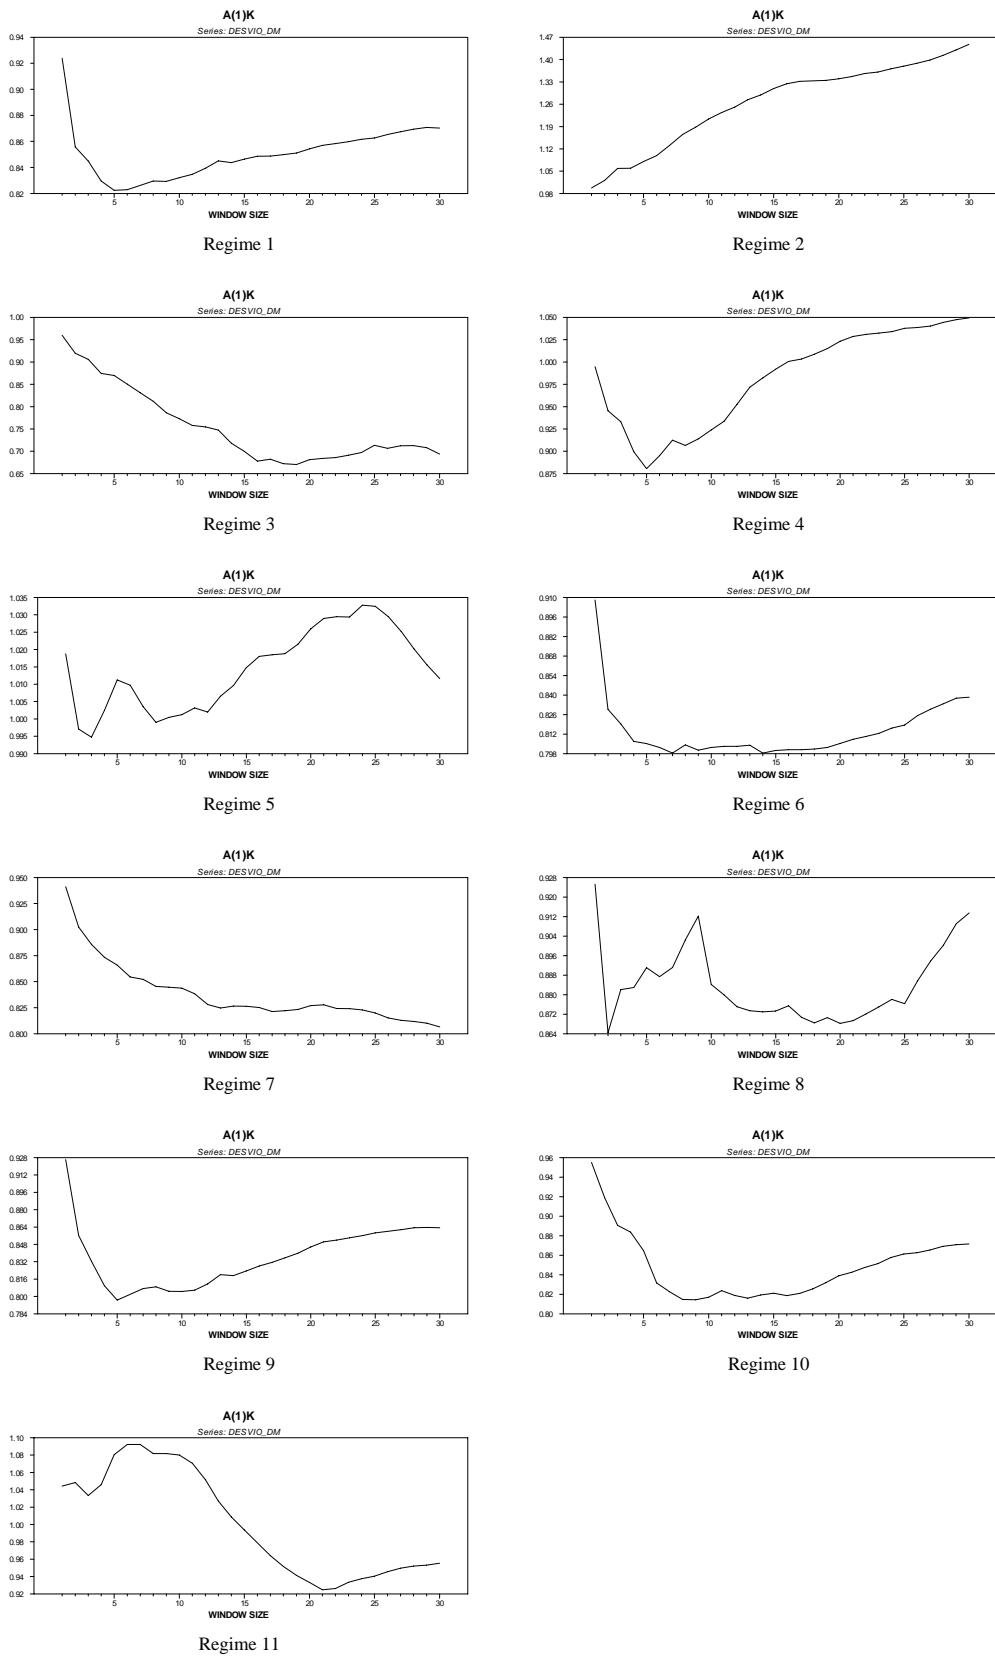 A(1)K
Series: DESVIO_DM
0.94
0.92
0.90
0.88
0.86
0.84
0.82
5 10 15 20 25 30
WINDOW SIZE
Regime 1
A(1)K
Series: DESVIO_DM
1.47
1.40
1.33
1.26
1.19
1.12
1.05
0.98
5 10 15 20 25 30
WINDOW SIZE
Regime 2
A(1)K
Series: DESVIO_DM
1.00
0.95
0.90
0.85
0.80
0.75
0.70
0.65
5 10 15 20 25 30
WINDOW SIZE
Regime 3
A(1)K
Series: DESVIO_DM
1.050
1.025
1.000
0.975
0.950
0.925
0.900
0.875
5 10 15 20 25 30
WINDOW SIZE
Regime 4
A(1)K
Series: DESVIO_DM
1.035
1.030
1.025
1.020
1.015
1.010
1.005
1.000
0.995
0.990
5 10 15 20 25 30
WINDOW SIZE
Regime 5
A(1)K
Series: DESVIO_DM
0.910
0.896
0.882
0.868
0.854
0.840
0.826
0.812
0.798
5 10 15 20 25 30
WINDOW SIZE
Regime 6
A(1)K
Series: DESVIO_DM
0.950
0.925
0.900
0.875
0.850
0.825
0.800
5 10 15 20 25 30
WINDOW SIZE
Regime 7
A(1)K
Series: DESVIO_DM
0.928
0.920
0.912
0.904
0.896
0.888
0.880
0.872
0.864
5 10 15 20 25 30
WINDOW SIZE
Regime 8
A(1)K
Series: DESVIO_DM
0.928
0.912
0.896
0.880
0.864
0.848
0.832
0.816
0.800
0.784
5 10 15 20 25 30
WINDOW SIZE
Regime 9
A(1)K
Series: DESVIO_DM
0.96
0.94
0.92
0.90
0.88
0.86
0.84
0.82
0.80
5 10 15 20 25 30
WINDOW SIZE
Regime 10
A(1)K
Series: DESVIO_DM
1.10
1.08
1.06
1.04
1.02
1.00
0.98
0.96
0.94
0.92
5 10 15 20 25 30
WINDOW SIZE
Regime 11